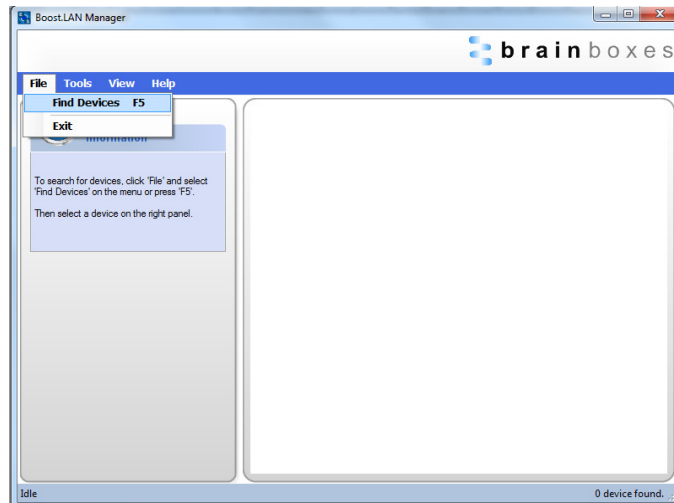 Boost.LAN Manager
brainboxes
File Tools View Help
Find Devices F5
Exit
Information
To search for devices, click 'File' and select
'Find Devices' on the menu or press 'F5'.
Then select a device on the right panel.
Idle
0 device found.